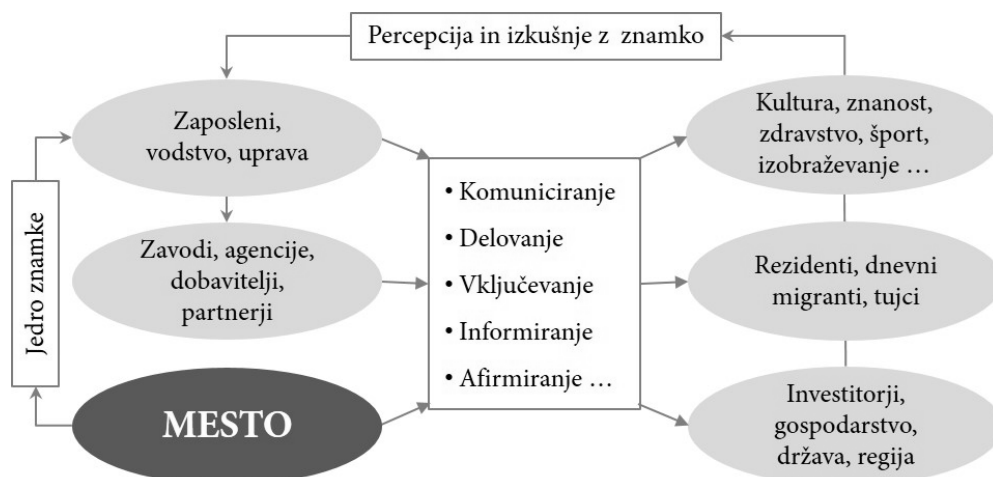 Percepcija in izkušnje z znamko
Zaposleni,
vodstvo, uprava
Zavodi, agencije,
dobavitelji,
partnerji
MESTO
Jedro znamke
• Komuniciranje
• Delovanje
• Vključevanje
• Informiranje
• Afirmiranje …
Kultura, znanost,
zdravstvo, šport,
izobraževanje …
Rezidenti, dnevni
migranti, tujci
Investitorji,
gospodarstvo,
država, regija